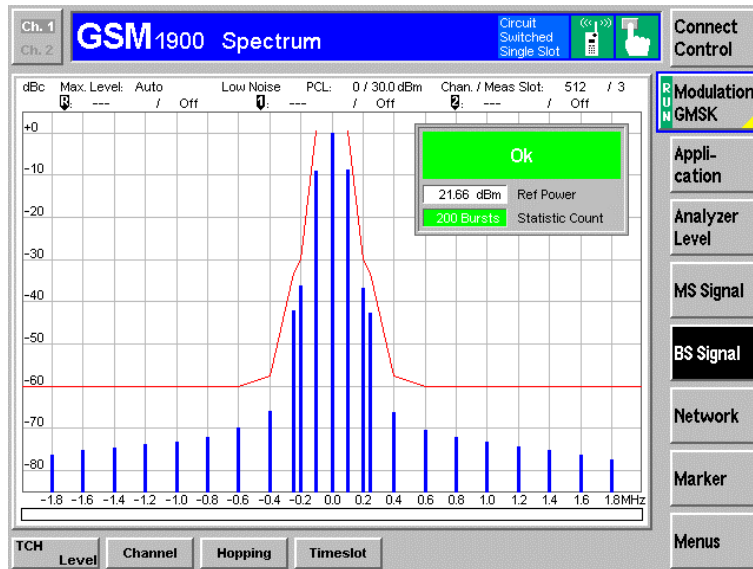 Ch. 1
Ch. 2
GSM 1900 Spectrum
Circuit
Switched
Single Slot
Connect
Control
dBc Max. Level: Auto Low Noise PCL: 0 / 30.0 dBm Chan. / Meas Slot: 512 / 3
R: --- / Off 1: --- / Off 2: --- / Off
RUN
Modulation
GMSK
Appli-
cation
Analyzer
Level
MS Signal
BS Signal
Network
Marker
Menus
+0
-10
-20
-30
-40
-50
-60
-70
-80
Ok
21.66 dBm Ref Power
200 Bursts Statistic Count
-1.8 -1.6 -1.4 -1.2 -1.0 -0.8 -0.6 -0.4 -0.2 0.0 0.2 0.4 0.6 0.8 1.0 1.2 1.4 1.6 1.8MHz
TCH
Level
Channel
Hopping
Timeslot